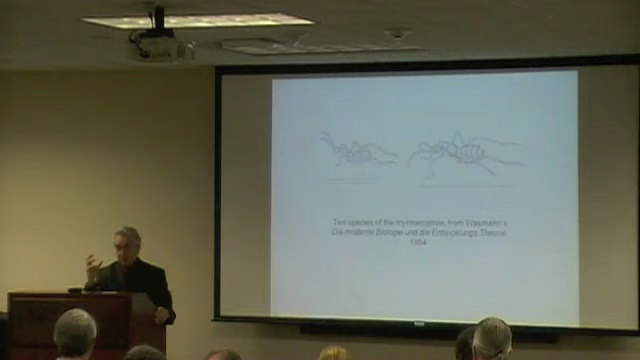 Two species of the myrmecophile, from Wasmann's
Die moderne Biologie und die Entwicklungs Theorie
1904